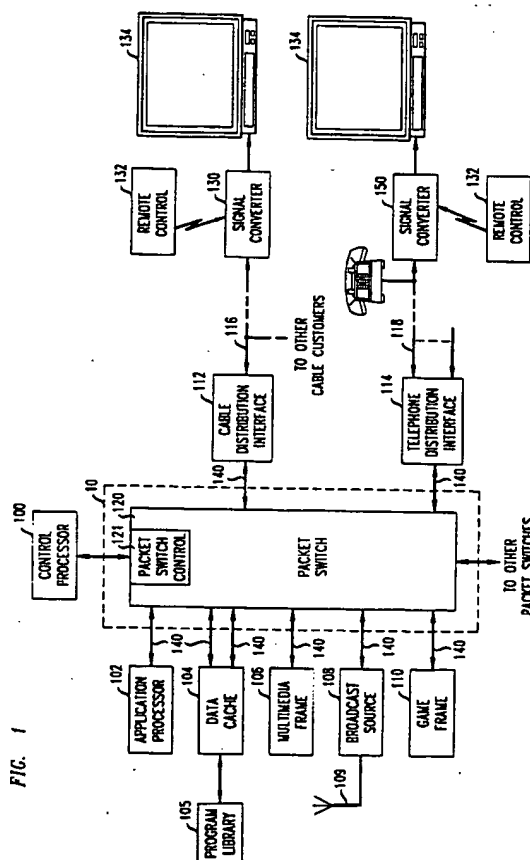 FIG. 1
100
CONTROL
PROCESSOR
10
120
121
PACKET
SWITCH
CONTROL
PACKET
SWITCH
102
APPLICATION
PROCESSOR
140
105
PROGRAM
LIBRARY
104
DATA
CACHE
140
140
106
MULTIMEDIA
FRAME
140
108
BROADCAST
SOURCE
109
140
110
GAME
FRAME
140
TO OTHER
PACKET SWITCHES
140
112
CABLE
DISTRIBUTION
INTERFACE
116
TO OTHER
CABLE CUSTOMERS
132
REMOTE
CONTROL
130
SIGNAL
CONVERTER
134
140
114
TELEPHONE
DISTRIBUTION
INTERFACE
118
150
SIGNAL
CONVERTER
132
REMOTE
CONTROL
134